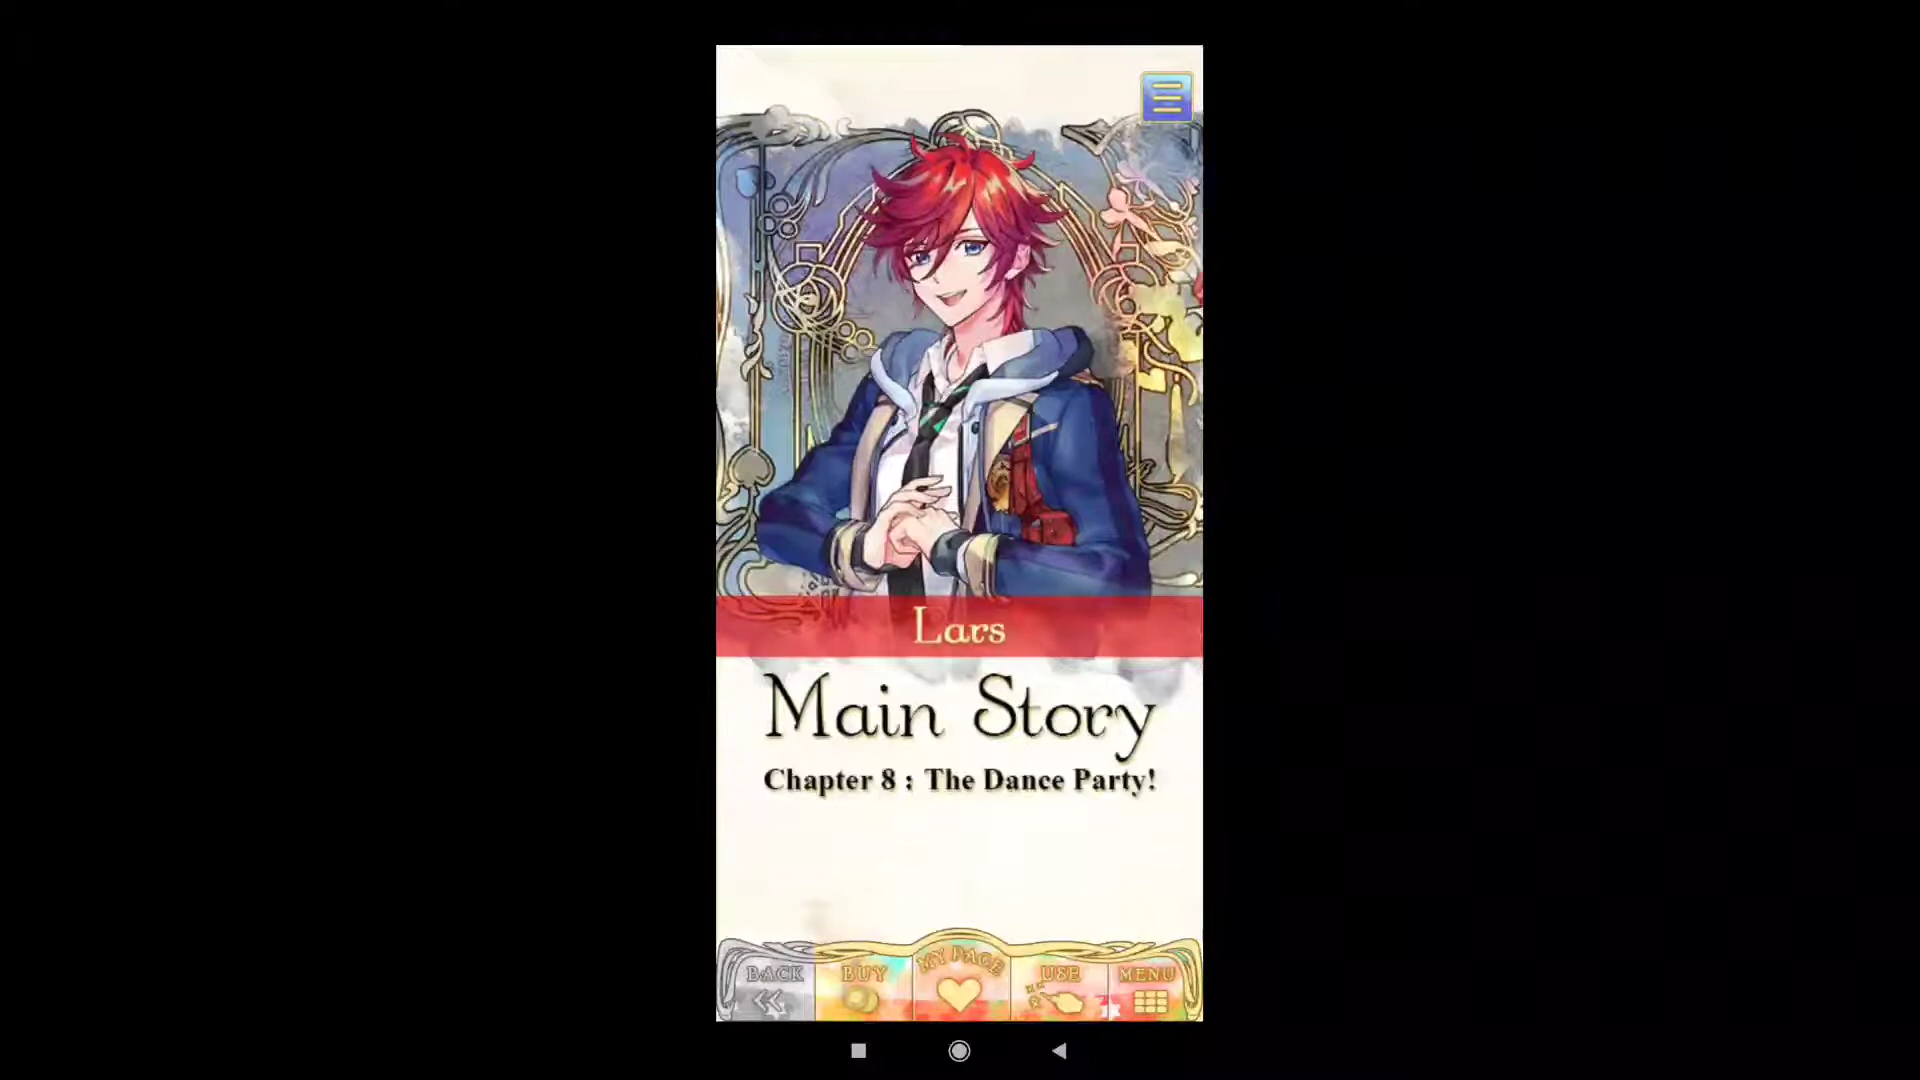 Lars
Main Story
Chapter 8 : The Dance Party!
BACK BUY MY PAGE USE MENU